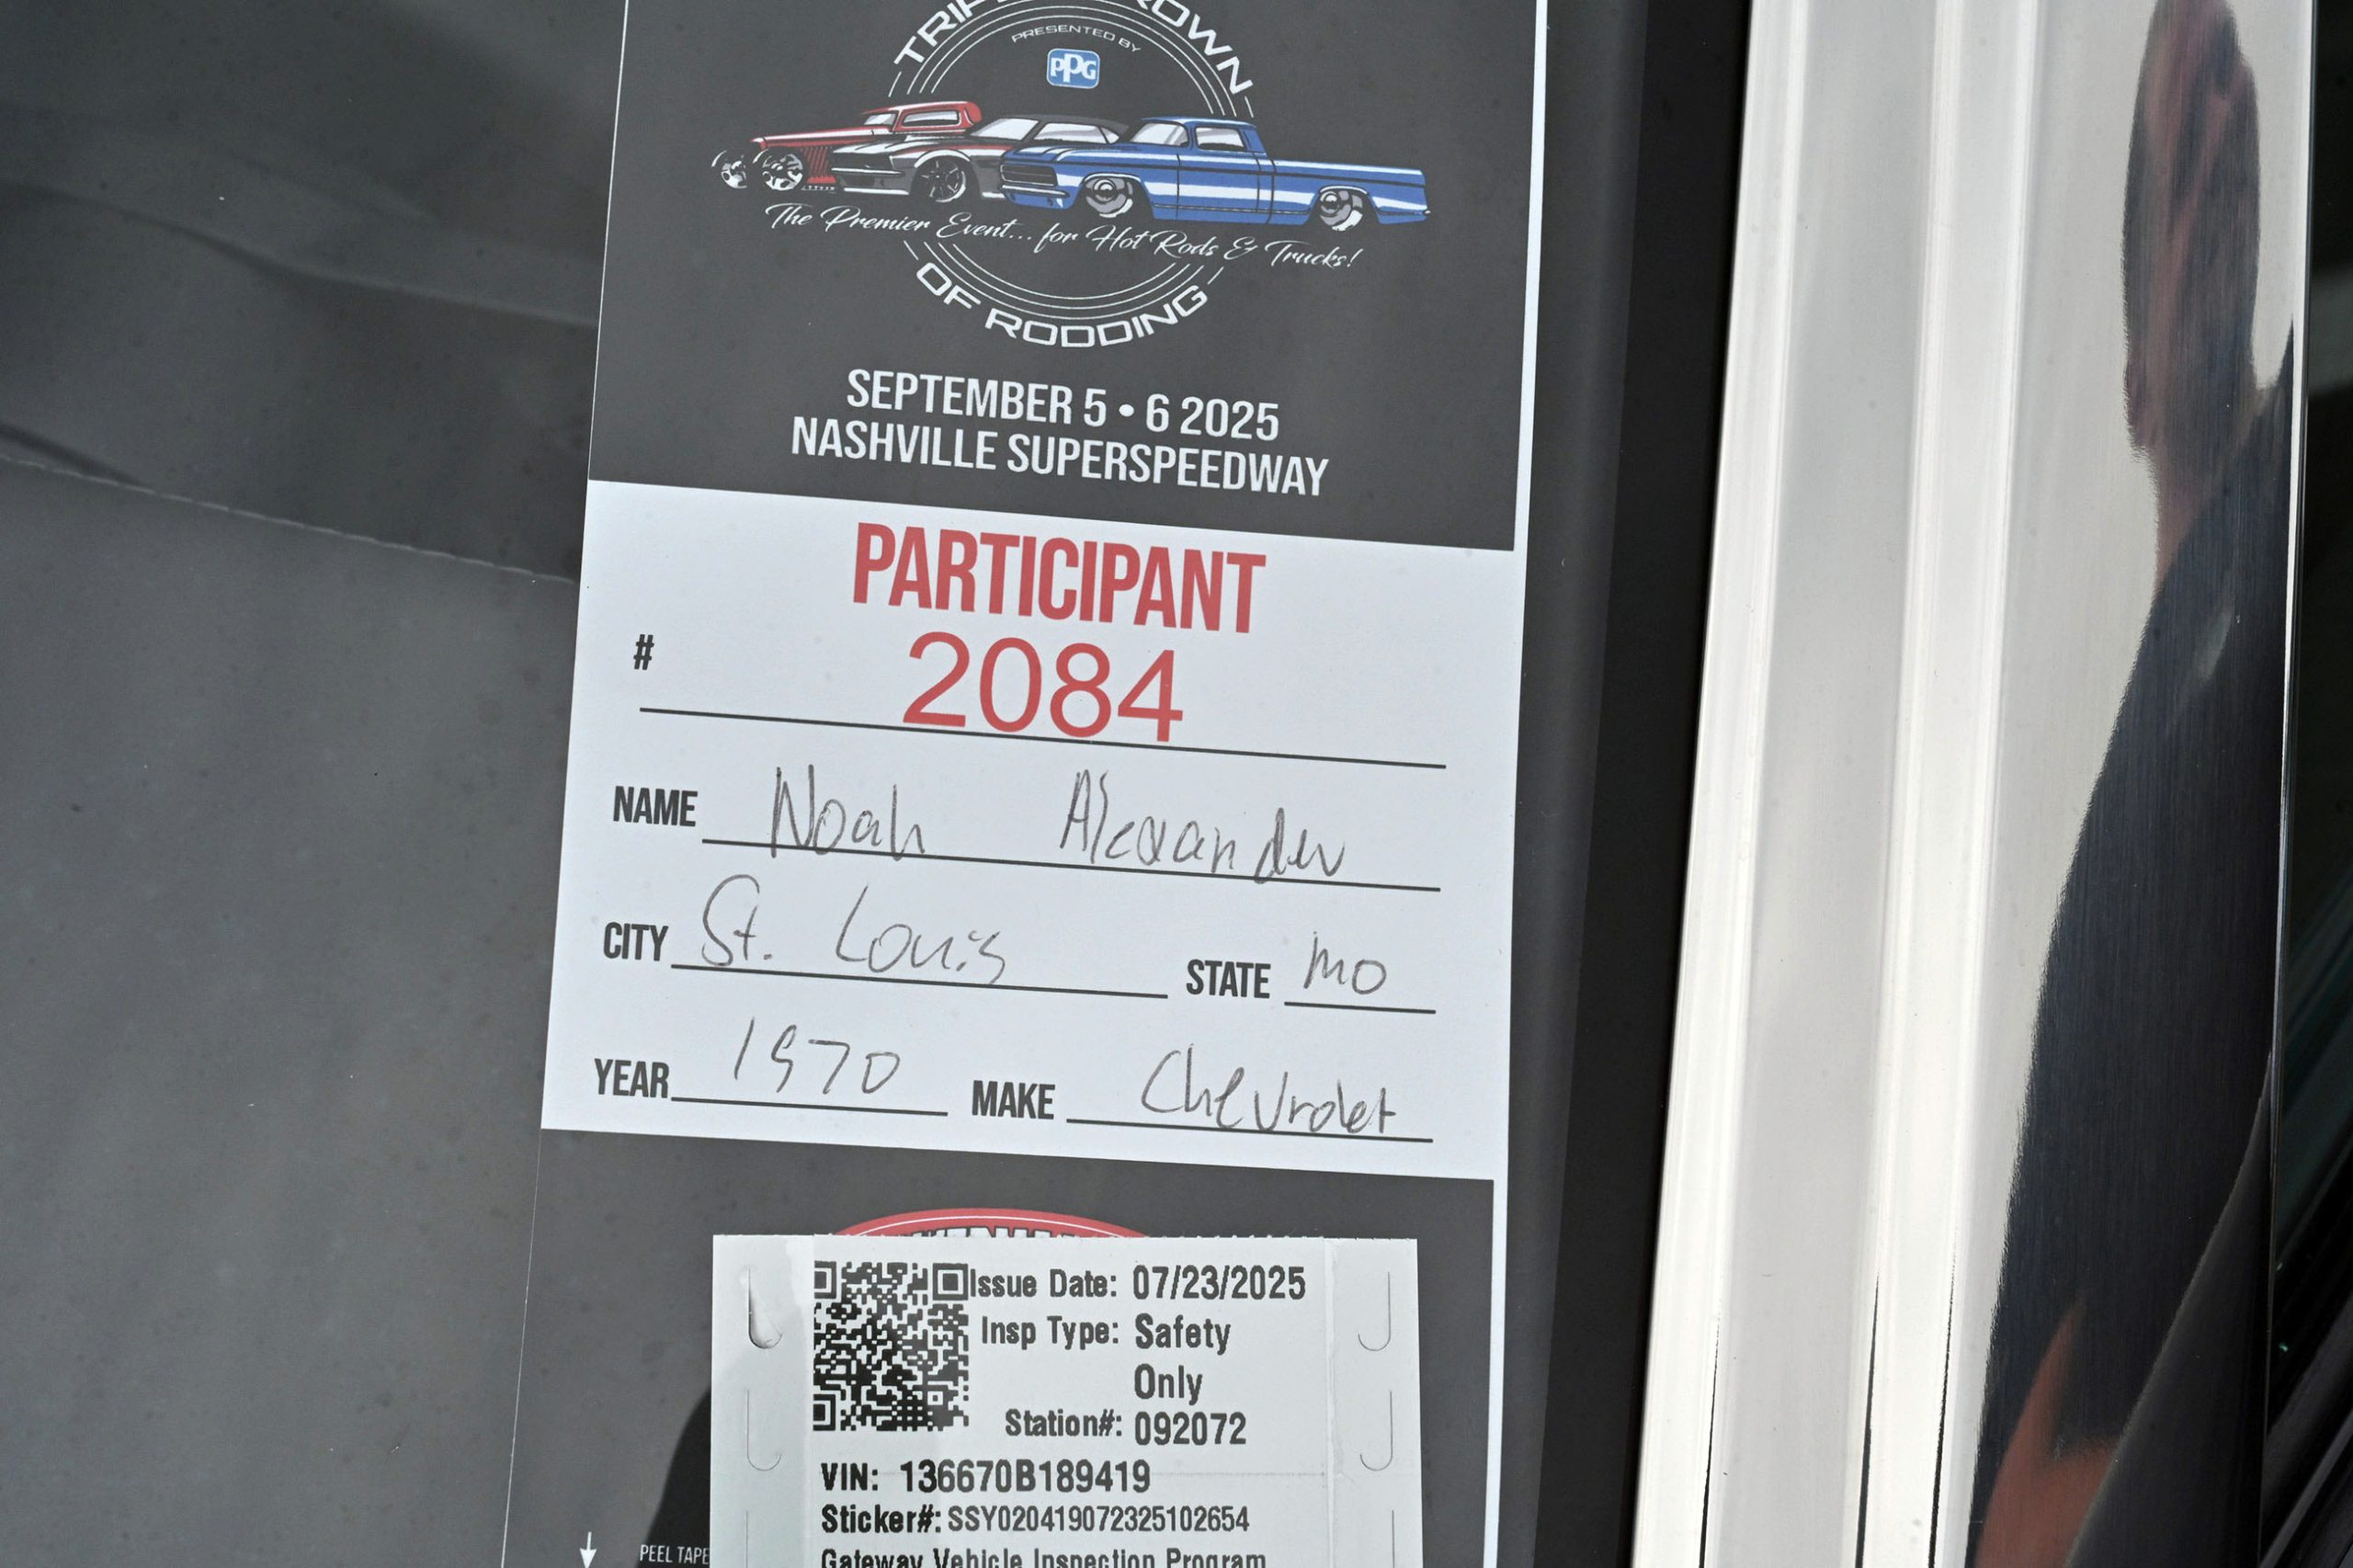 PRESENTED BY
PPG
The Premier Event... for Hot Rods & Trucks!
OF RODDING
SEPTEMBER 5 • 6 2025
NASHVILLE SUPERSPEEDWAY
PARTICIPANT
# 2084
NAME Noah Alexander
CITY St. Louis STATE MO
YEAR 1970 MAKE Chevrolet
Issue Date: 07/23/2025
Insp Type: Safety
Only
Station#: 092072
VIN: 136670B189419
Sticker#: SSY020419072325102654
Gateway Vehicle Inspection Program
PEEL TAPE